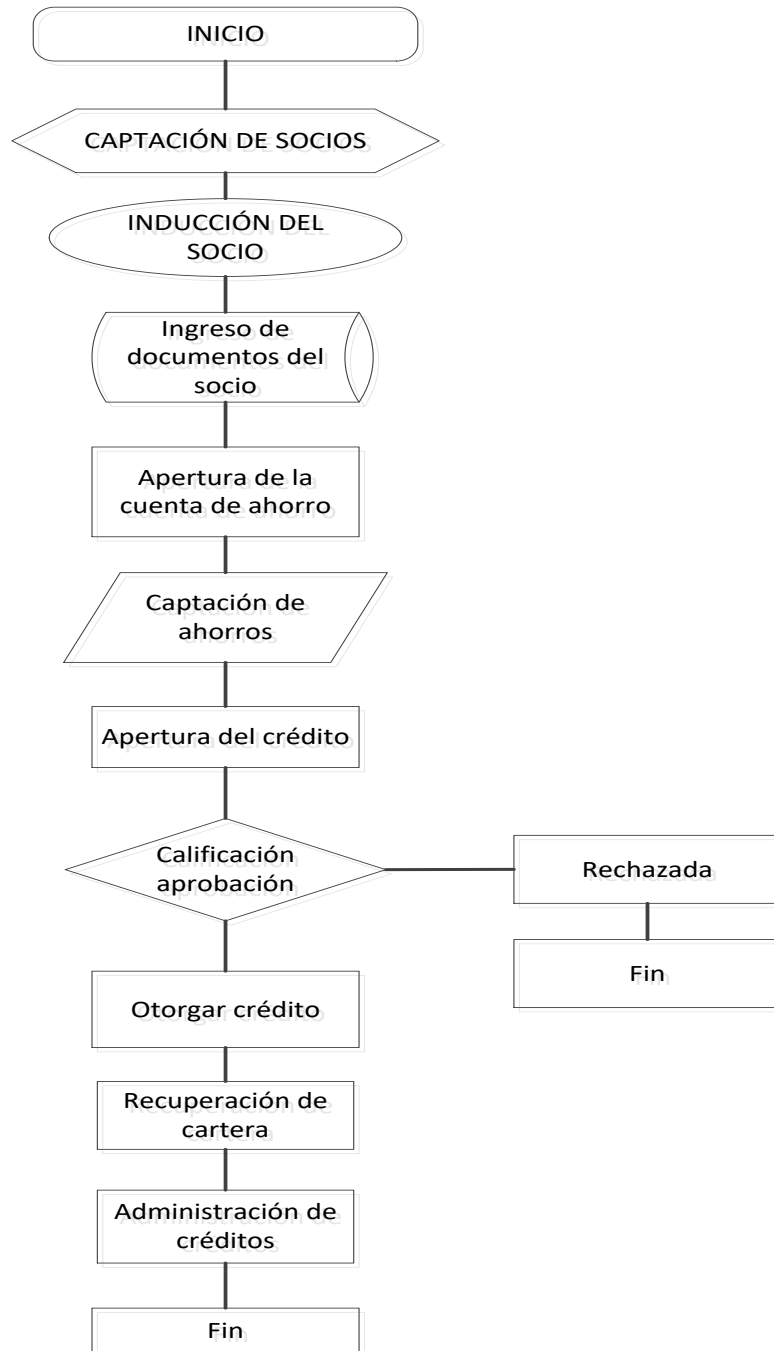 INICIO
CAPTACIÓN DE SOCIOS
INDUCCIÓN DEL
SOCIO
Ingreso de
documentos del
socio
Apertura de la
cuenta de ahorro
Captación de
ahorros
Apertura del crédito
Calificación
aprobación
Rechazada
Fin
Otorgar crédito
Recuperación de
cartera
Administración de
créditos
Fin